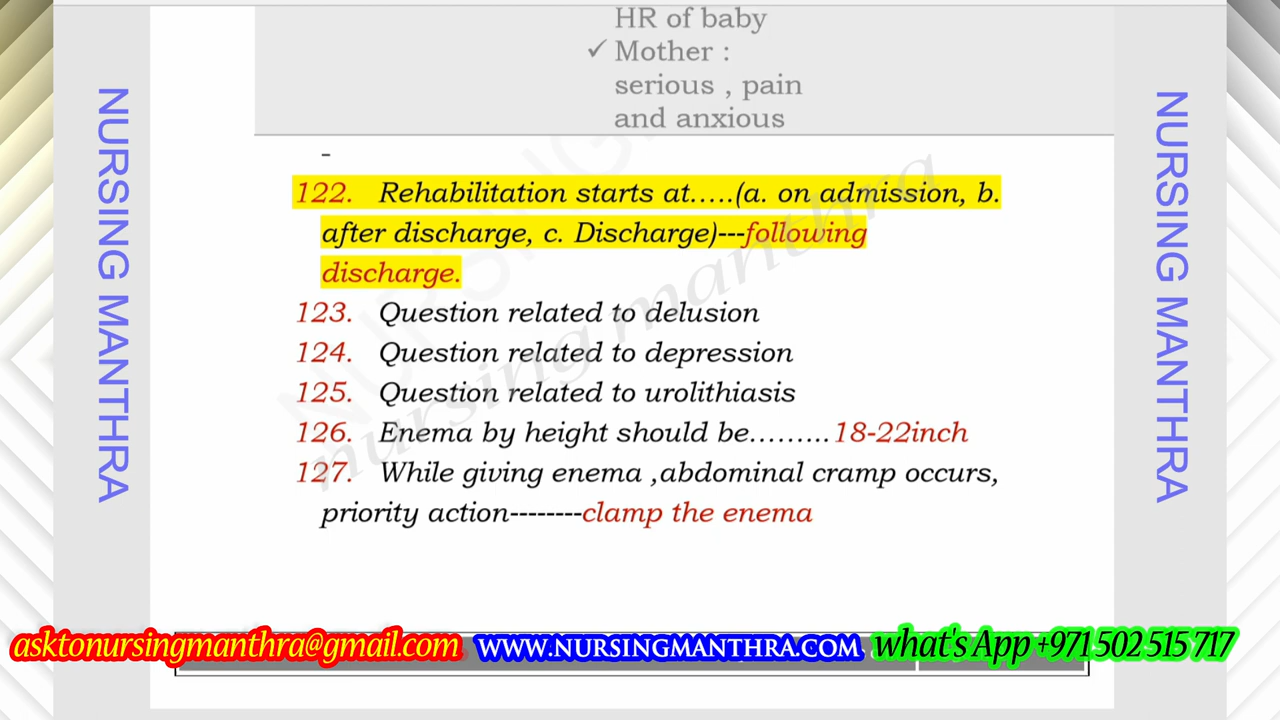 HR of baby
✓ Mother :
serious , pain
and anxious
NURSING MANTHRA
NURSING MANTHRA
-
122. Rehabilitation starts at.....(a. on admission, b.
after discharge, c. Discharge)---following
discharge.
123. Question related to delusion
124. Question related to depression
125. Question related to urolithiasis
126. Enema by height should be.........18-22inch
127. While giving enema ,abdominal cramp occurs,
priority action--------clamp the enema
nursing manthra
asktonursingmanthra@gmail.com WWW.NURSINGMANTHRA.COM what's App +971 502 515 717